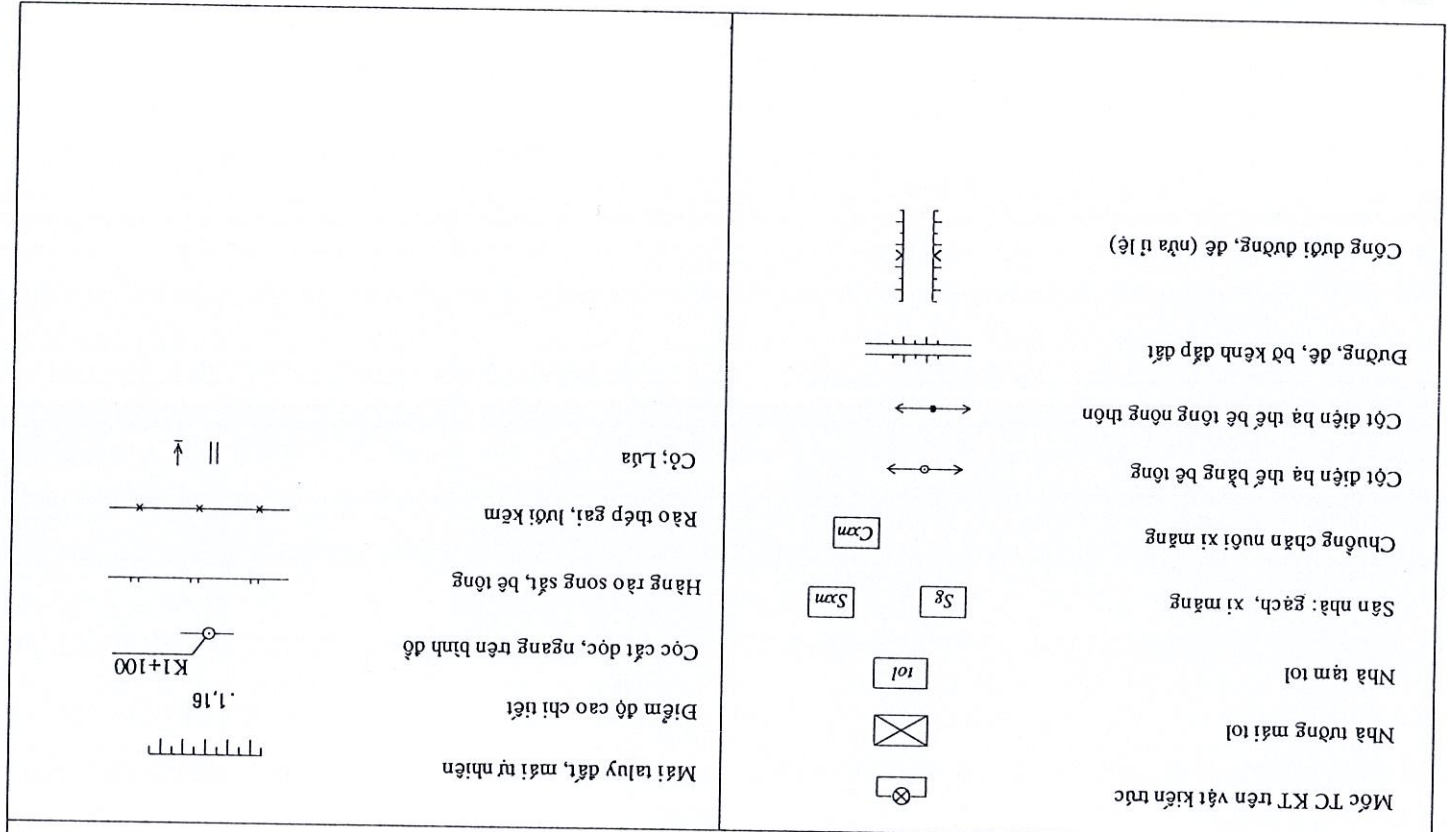 Mốc TC KT trên vật kiến trúc
Nhà tường mái tol
Nhà tạm tol
tol
Sân nhà: gạch, xi măng
Sg
Sxm
Chuồng chăn nuôi xi măng
Cxm
Cột điện hạ thế bằng bê tông
Cột điện hạ thế bê tông nông thôn
Đường, đê, bờ kênh đắp đất
Cống dưới đường, đê (nửa tỉ lệ)
Mái taluy đất, mái tự nhiên
Điểm độ cao chi tiết
.1,16
Cọc cắt dọc, ngang trên bình đồ
K1+100
Hàng rào song sắt, bê tông
Rào thép gai, lưới kẽm
Cỏ; Lúa